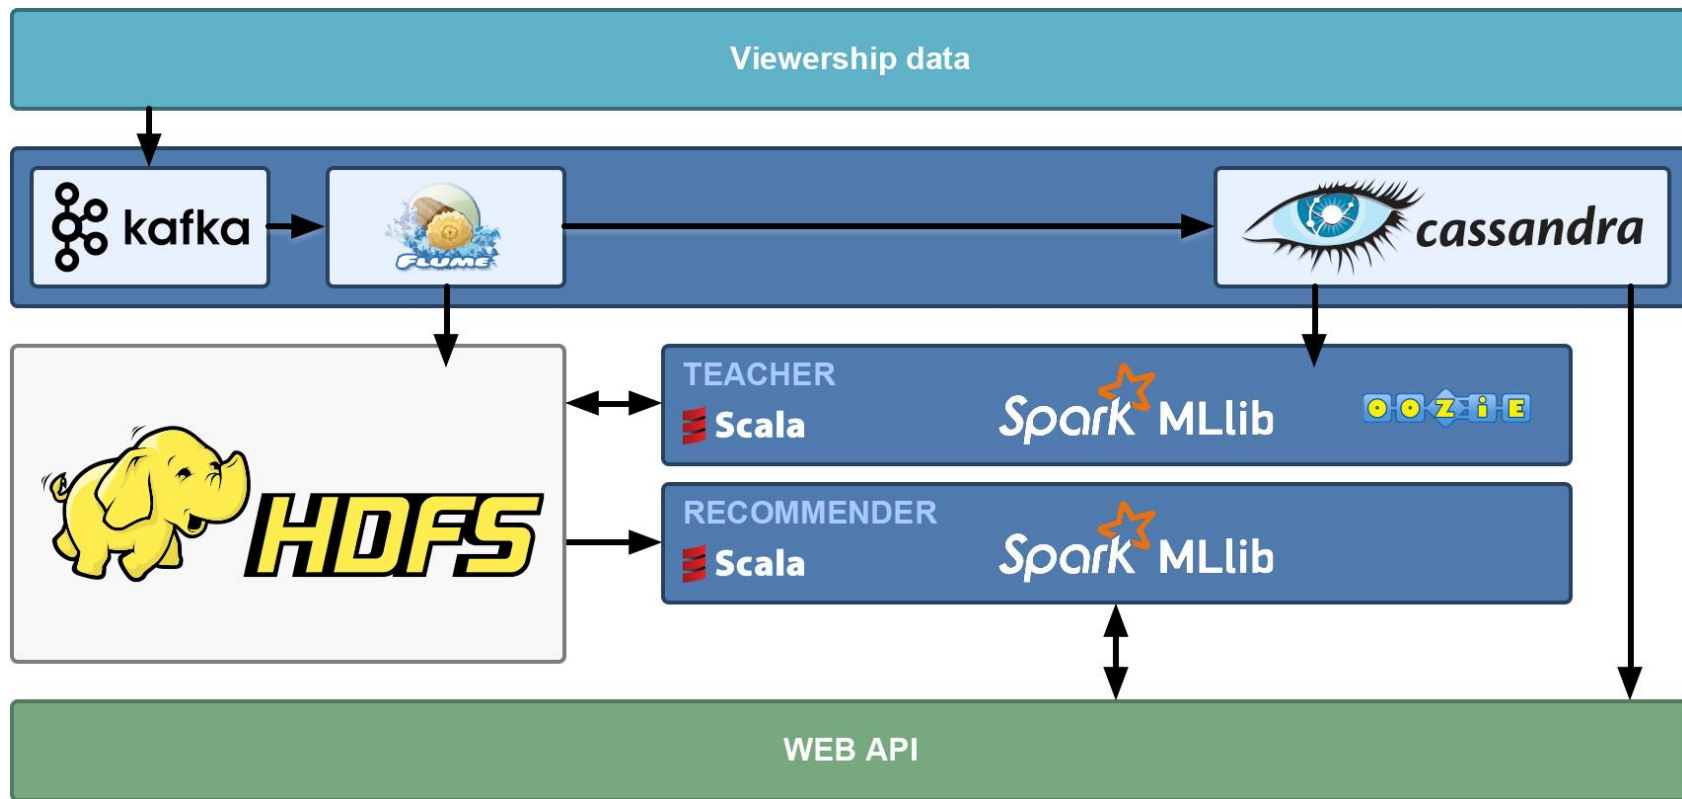 Viewership data
kafka
FLUME
cassandra
TEACHER
Scala
Spark MLlib
OOZiE
HDFS
RECOMMENDER
Scala
Spark MLlib
WEB API